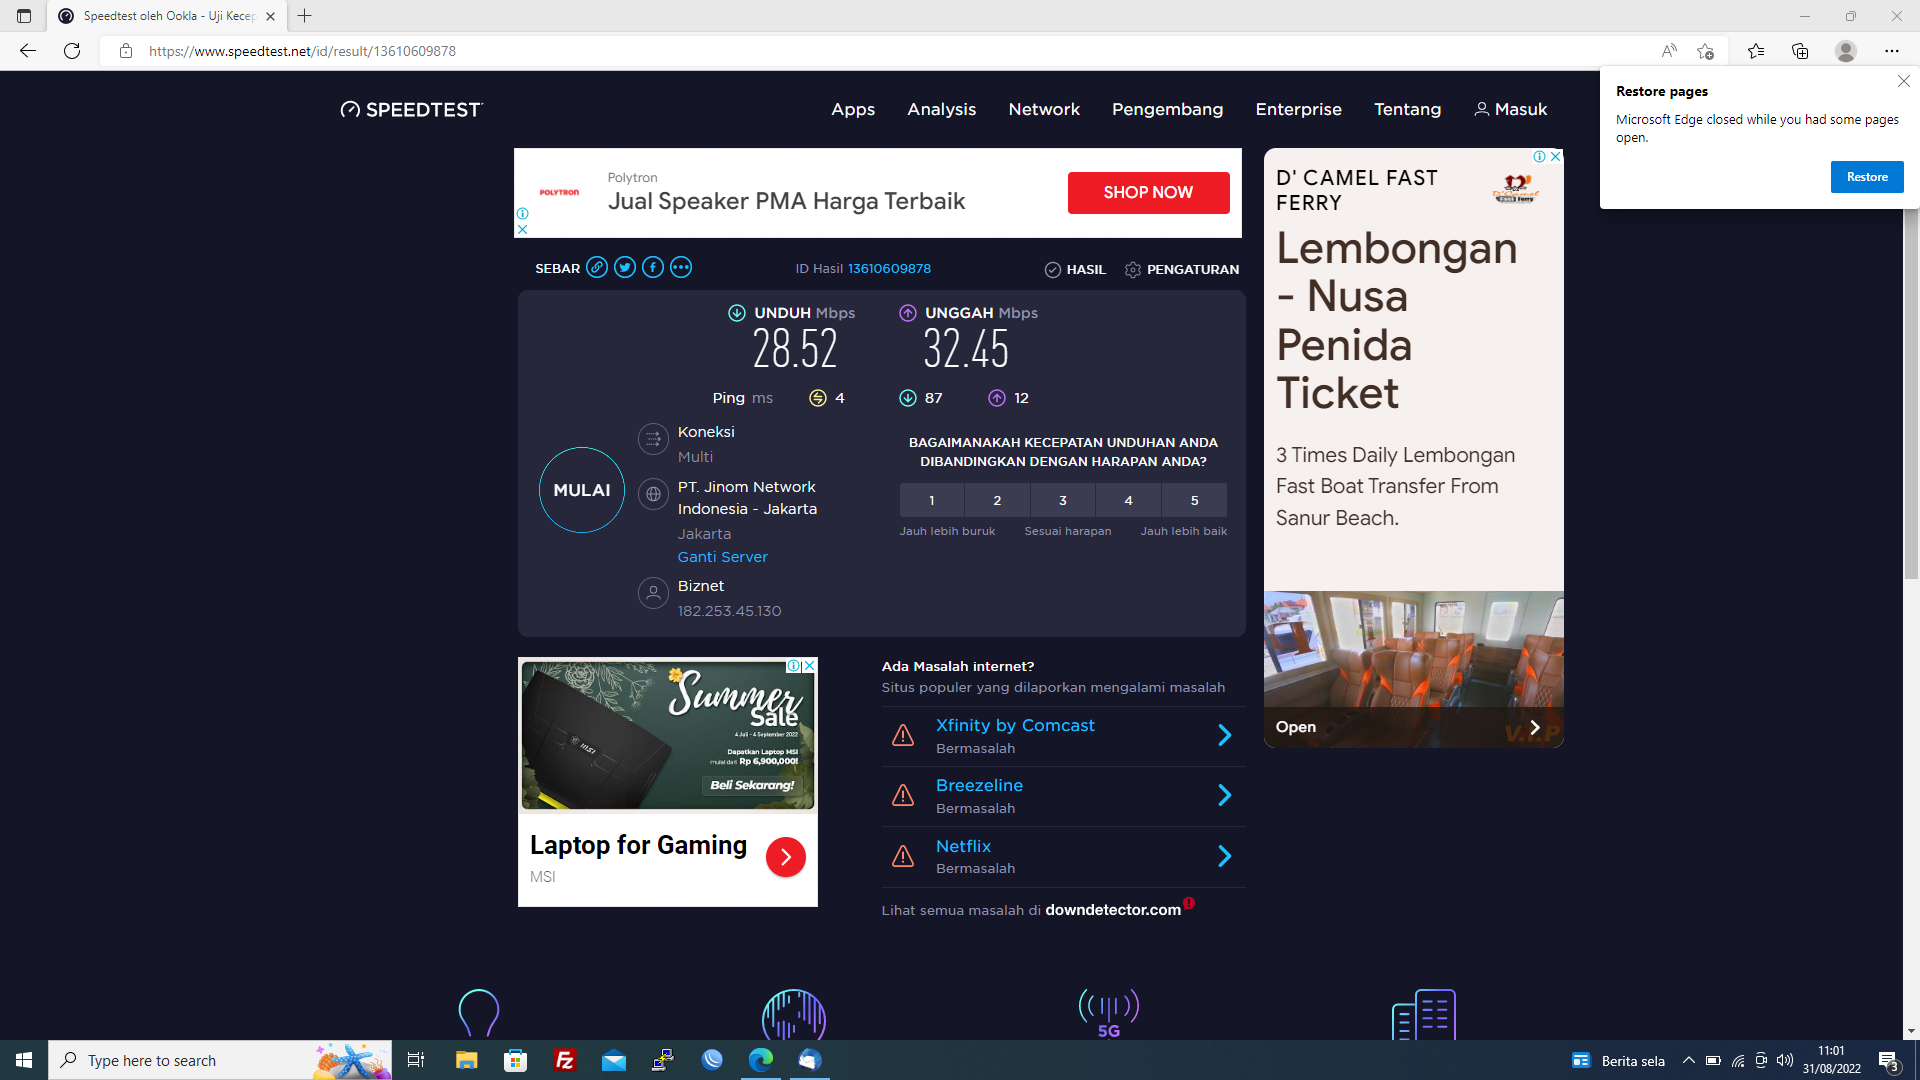 Speedtest oleh Ookla - Uji Kecep
https://www.speedtest.net/id/result/13610609878
SPEEDTEST
Apps
Analysis
Network
Pengembang
Enterprise
Tentang
Masuk
Restore pages
Microsoft Edge closed while you had some pages
open.
Restore
POLYTRON
Polytron
Jual Speaker PMA Harga Terbaik
SHOP NOW
D' CAMEL FAST
FERRY
D'Camel
Fast Ferry
Lembongan
- Nusa
Penida
Ticket
3 Times Daily Lembongan
Fast Boat Transfer From
Sanur Beach.
Open
V.I.P
SEBAR
ID Hasil 13610609878
HASIL
PENGATURAN
UNDUH Mbps
28.52
UNGGAH Mbps
32.45
Ping ms
4
87
12
MULAI
Koneksi
Multi
PT. Jinom Network
Indonesia - Jakarta
Jakarta
Ganti Server
Biznet
182.253.45.130
BAGAIMANAKAH KECEPATAN UNDUHAN ANDA
DIBANDINGKAN DENGAN HARAPAN ANDA?
1 2 3 4 5
Jauh lebih buruk
Sesuai harapan
Jauh lebih baik
Summer
Sale
4 Juli - 4 September 2022
Dapatkan Laptop MSI
mulai dari Rp 6,900,000!
Beli Sekarang!
msi
Laptop for Gaming
MSI
Ada Masalah internet?
Situs populer yang dilaporkan mengalami masalah
Xfinity by Comcast
Bermasalah
Breezeline
Bermasalah
Netflix
Bermasalah
Lihat semua masalah di downdetector.com
5G
Type here to search
Fz
Berita sela
11:01
31/08/2022
3